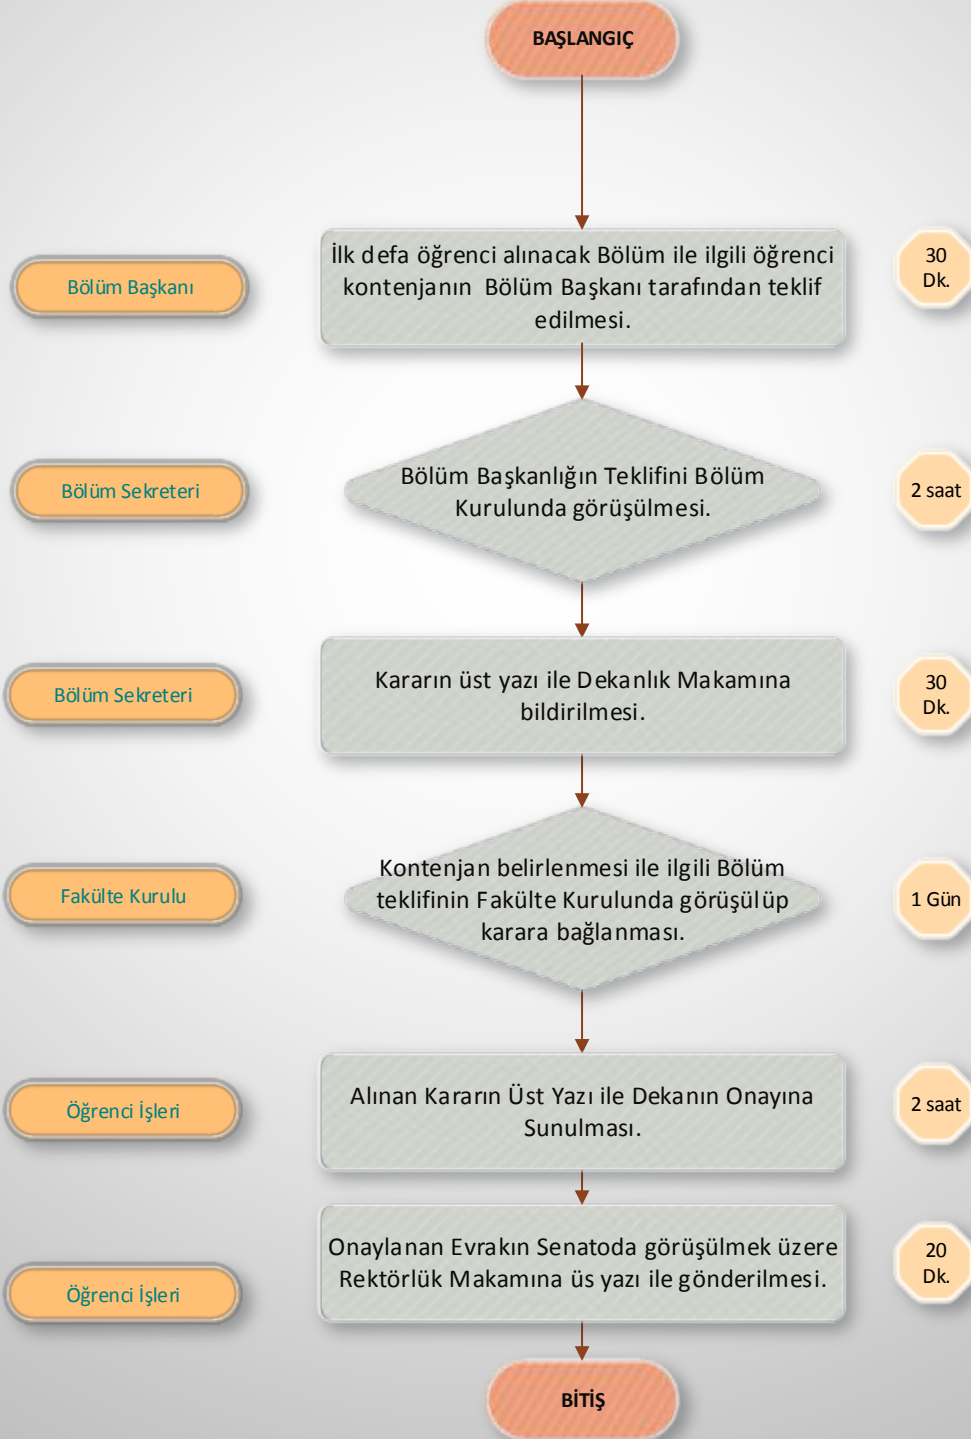 BAŞLANGIÇ
Bölüm Başkanı
İlk defa öğrenci alınacak Bölüm ile ilgili öğrenci
kontenjanın Bölüm Başkanı tarafından teklif
edilmesi.
30
Dk.
Bölüm Sekreteri
Bölüm Başkanlığın Teklifini Bölüm
Kurulunda görüşülmesi.
2 saat
Bölüm Sekreteri
Kararın üst yazı ile Dekanlık Makamına
bildirilmesi.
30
Dk.
Fakülte Kurulu
Kontenjan belirlenmesi ile ilgili Bölüm
teklifinin Fakülte Kurulunda görüşülüp
karara bağlanması.
1 Gün
Öğrenci İşleri
Alınan Kararın Üst Yazı ile Dekanın Onayına
Sunulması.
2 saat
Öğrenci İşleri
Onaylanan Evrakın Senatoda görüşülmek üzere
Rektörlük Makamına üs yazı ile gönderilmesi.
20
Dk.
BİTİŞ